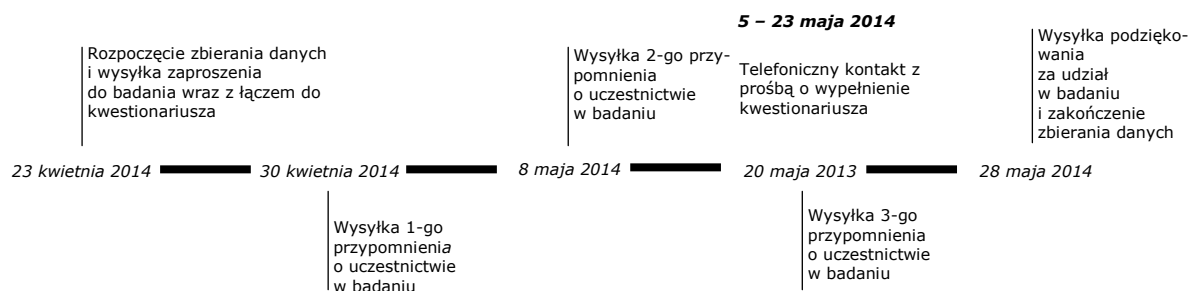 Rozpoczęcie zbierania danych
i wysyłka zaproszenia
do badania wraz z łączem do
kwestionariusza
Wysyłka 2-go przy-
pomnienia
o uczestnictwie
w badaniu
5 – 23 maja 2014
Telefoniczny kontakt z
prośbą o wypełnienie
kwestionariusza
Wysyłka podzięko-
wania
za udział
w badaniu
i zakończenie
zbierania danych
23 kwietnia 2014
30 kwietnia 2014
8 maja 2014
20 maja 2013
28 maja 2014
Wysyłka 1-go
przypomnienia
o uczestnictwie
w badaniu
Wysyłka 3-go
przypomnienia
o uczestnictwie
w badaniu